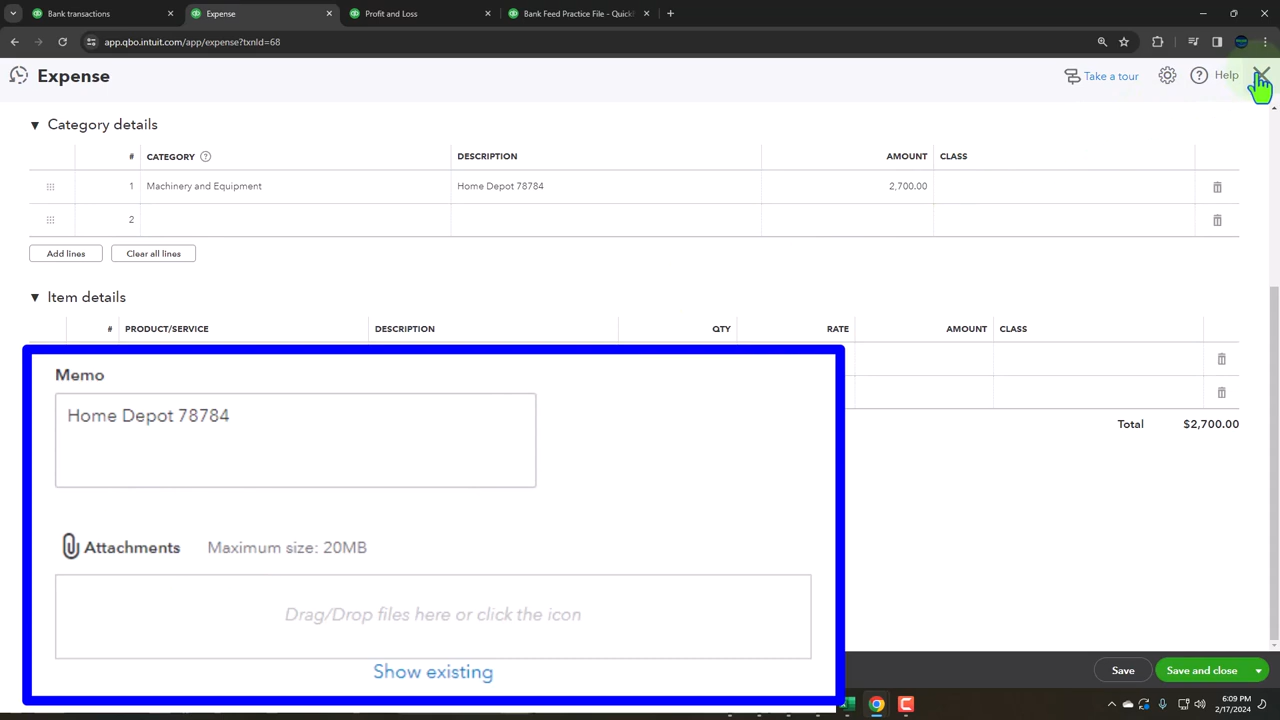 Bank transactions
Expense
Profit and Loss
Bank Feed Practice File - Quick
app.qbo.intuit.com/app/expense?txnId=68
Expense
Take a tour
Help
Category details
# CATEGORY DESCRIPTION AMOUNT CLASS
1 Machinery and Equipment Home Depot 78784 2,700.00
2
Add lines Clear all lines
Item details
# PRODUCT/SERVICE DESCRIPTION QTY RATE AMOUNT CLASS
Total $2,700.00
Memo
Home Depot 78784
Attachments Maximum size: 20MB
Drag/Drop files here or click the icon
Show existing
Save Save and close
6:09 PM
2/17/2024